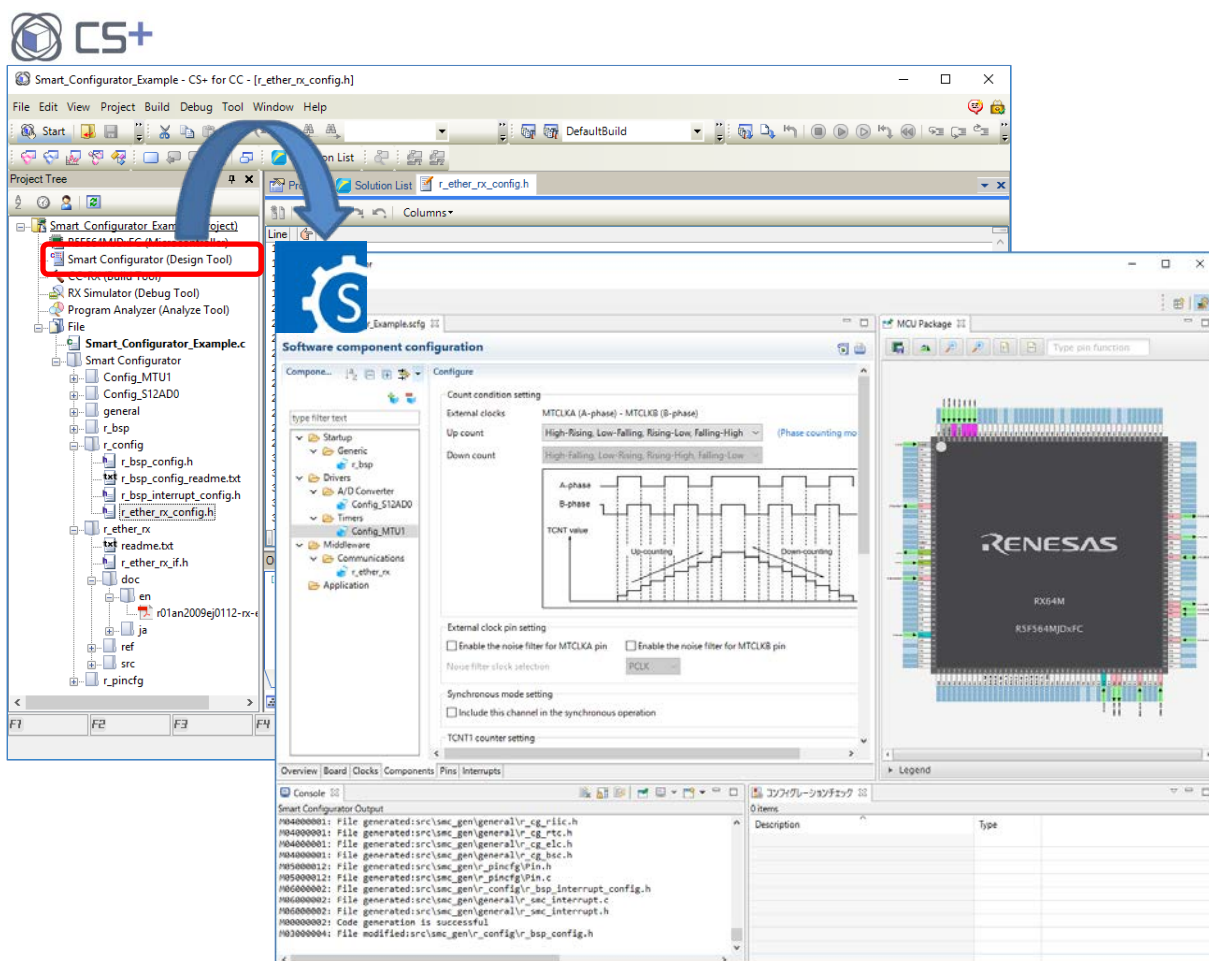 CS+
Smart_Configurator_Example - CS+ for CC - [r_ether_rx_config.h]
File Edit View Project Build Debug Tool Window Help
Start
DefaultBuild
Solution List
Project Tree
Solution List
r_ether_rx_config.h
Columns
Line
Smart_Configurator_Example (Project)
R5F564MJDxFC (Microcontroller)
Smart Configurator (Design Tool)
CC-RX (Build Tool)
RX Simulator (Debug Tool)
Program Analyzer (Analyze Tool)
File
Smart_Configurator_Example.c
Smart Configurator
Config_MTU1
Config_S12AD0
general
r_bsp
r_config
r_bsp_config.h
r_bsp_config_readme.txt
r_bsp_interrupt_config.h
r_ether_rx_config.h
r_ether_rx
readme.txt
r_ether_rx_if.h
doc
en
r01an2009ej0112-rx-e
ja
ref
src
r_pincfg
F1 F2 F3 F4
S
_Example.scfg
Software component configuration
Compone...
type filter text
Startup
Generic
r_bsp
Drivers
A/D Converter
Config_S12AD0
Timers
Config_MTU1
Middleware
Communications
r_ether_rx
Application
Configure
Count condition setting
External clocks MTCLKA (A-phase) - MTCLKB (B-phase)
Up count High-Rising, Low-Falling, Rising-Low, Falling-High (Phase counting mo
Down count High-Falling, Low-Rising, Rising-High, Falling-Low
A-phase
B-phase
TCNT value
Up-counting Down-counting
External clock pin setting
Enable the noise filter for MTCLKA pin Enable the noise filter for MTCLKB pin
Noise filter clock selection PCLK
Synchronous mode setting
Include this channel in the synchronous operation
TCNT1 counter setting
Overview Board Clocks Components Pins Interrupts
MCU Package
Type pin function
RENESAS
RX64M
R5F564MJDxFC
Legend
Console
Smart Configurator Output
M04000001: File generated:src\smc_gen\general\r_cg_riic.h
M04000001: File generated:src\smc_gen\general\r_cg_rtc.h
M04000001: File generated:src\smc_gen\general\r_cg_elc.h
M04000001: File generated:src\smc_gen\general\r_cg_bsc.h
M05000012: File generated:src\smc_gen\r_pincfg\Pin.h
M05000012: File generated:src\smc_gen\r_pincfg\Pin.c
M06000002: File generated:src\smc_gen\r_config\r_bsp_interrupt_config.h
M06000002: File generated:src\smc_gen\general\r_smc_interrupt.c
M06000002: File generated:src\smc_gen\general\r_smc_interrupt.h
M00000002: Code generation is successful
M03000004: File modified:src\smc_gen\r_config\r_bsp_config.h
コンフィグレーションチェック
0 items
Description Type